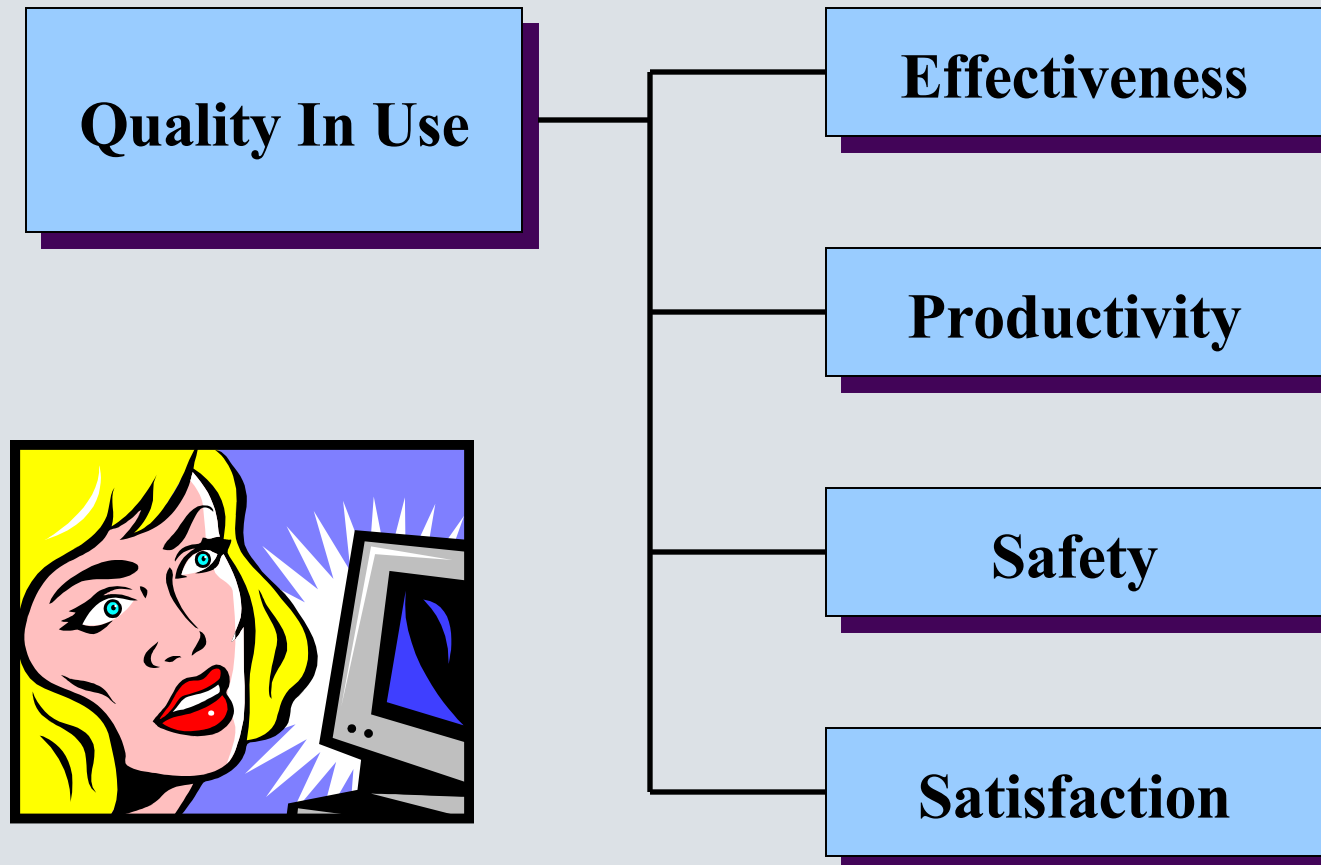 Quality In Use
Effectiveness
Productivity
Safety
Satisfaction